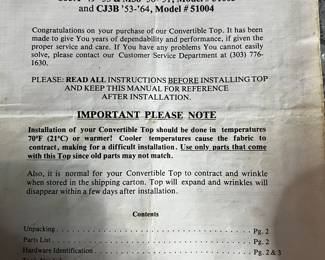 and CJ3B '53-'64, Model # 51004
Congratulations on your purchase of our Convertible Top. It has been
made to give You years of dependability and performance, if given the
proper service and care. If You have any problems You cannot easily
solve, please contact our Customer Service Department at (303) 776-
1630.
PLEASE: READ ALL INSTRUCTIONS BEFORE INSTALLING TOP
AND KEEP THIS MANUAL FOR REFERENCE
AFTER INSTALLATION.
IMPORTANT PLEASE NOTE
Installation of your Convertible Top should be done in temperatures
70°F (21°C) or warmer! Cooler temperatures cause the fabric to
contract, making for a difficult installation. Use only parts that come
with this Top since old parts may not match.
Also, it is normal for your Convertible Top to contract and wrinkle
when stored in the shipping carton. Top will expand and wrinkles will
disappear within a few days after installation.
Contents
Unpacking Pg. 2
Parts List Pg. 2
Hardware Identification Pg. 2 & 3